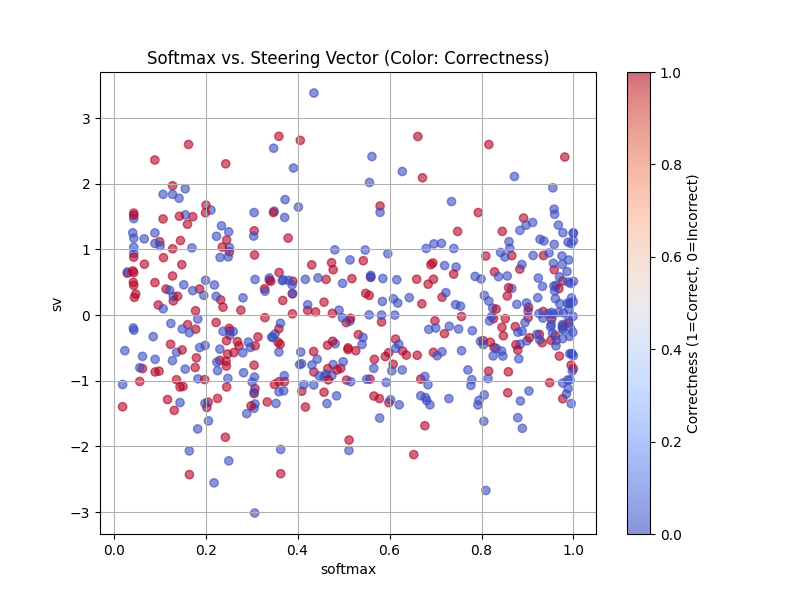 Softmax vs. Steering Vector (Color: Correctness)
3
2
1
0
−1
−2
−3
sv
0.0 0.2 0.4 0.6 0.8 1.0
softmax
1.0
0.8
0.6
0.4
0.2
0.0
Correctness (1=Correct, 0=Incorrect)